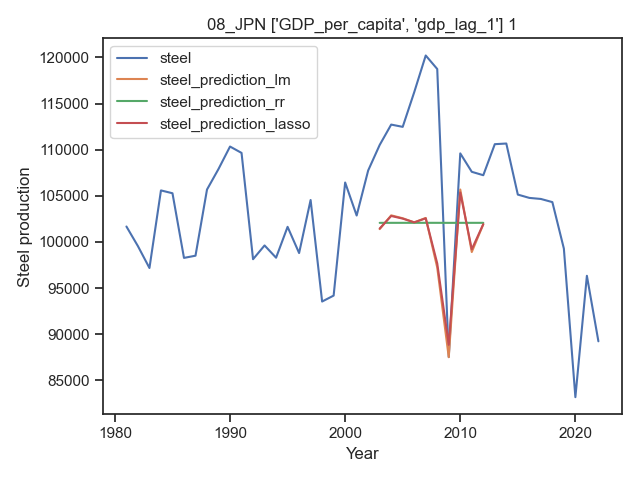 08_JPN ['GDP_per_capita', 'gdp_lag_1'] 1
steel
steel_prediction_lm
steel_prediction_rr
steel_prediction_lasso
Steel production
120000
115000
110000
105000
100000
95000
90000
85000
1980
1990
2000
2010
2020
Year